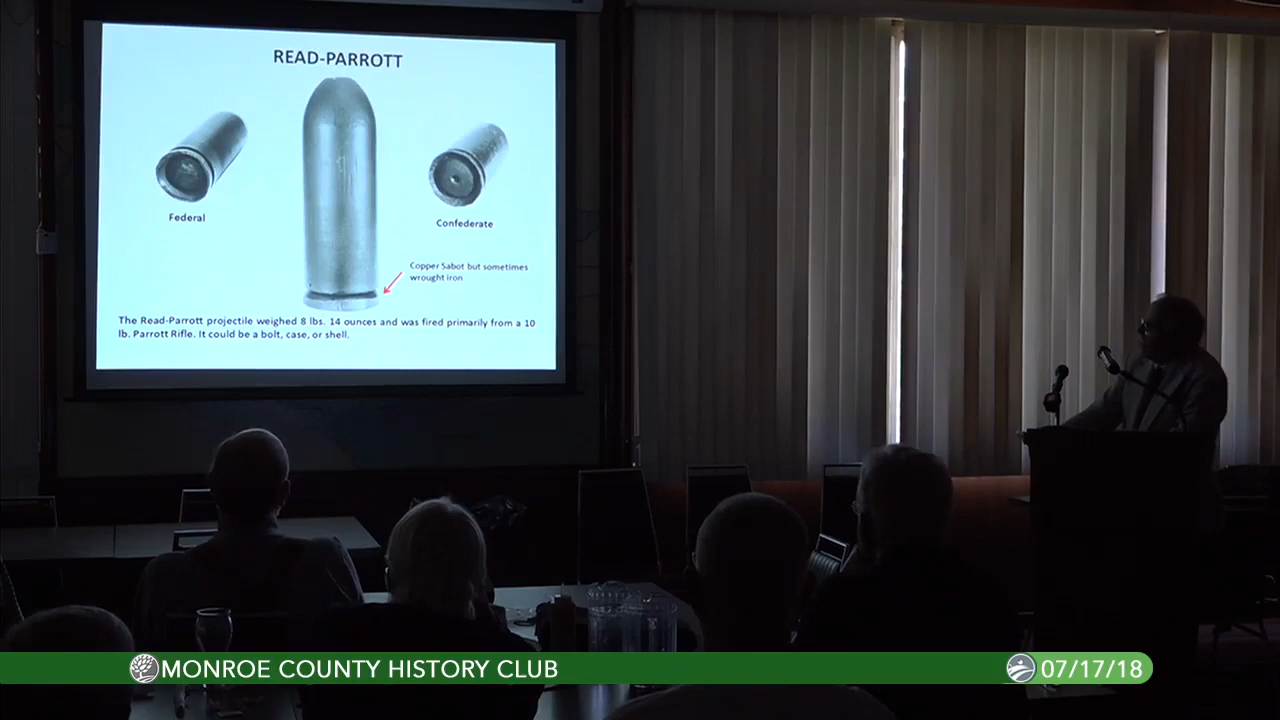 READ-PARROTT
Federal
Confederate
Copper Sabot but sometimes
wrought iron
The Read-Parrott projectile weighed 8 lbs. 14 ounces and was fired primarily from a 10
lb. Parrott Rifle. It could be a bolt, case, or shell.
MONROE COUNTY HISTORY CLUB
07/17/18